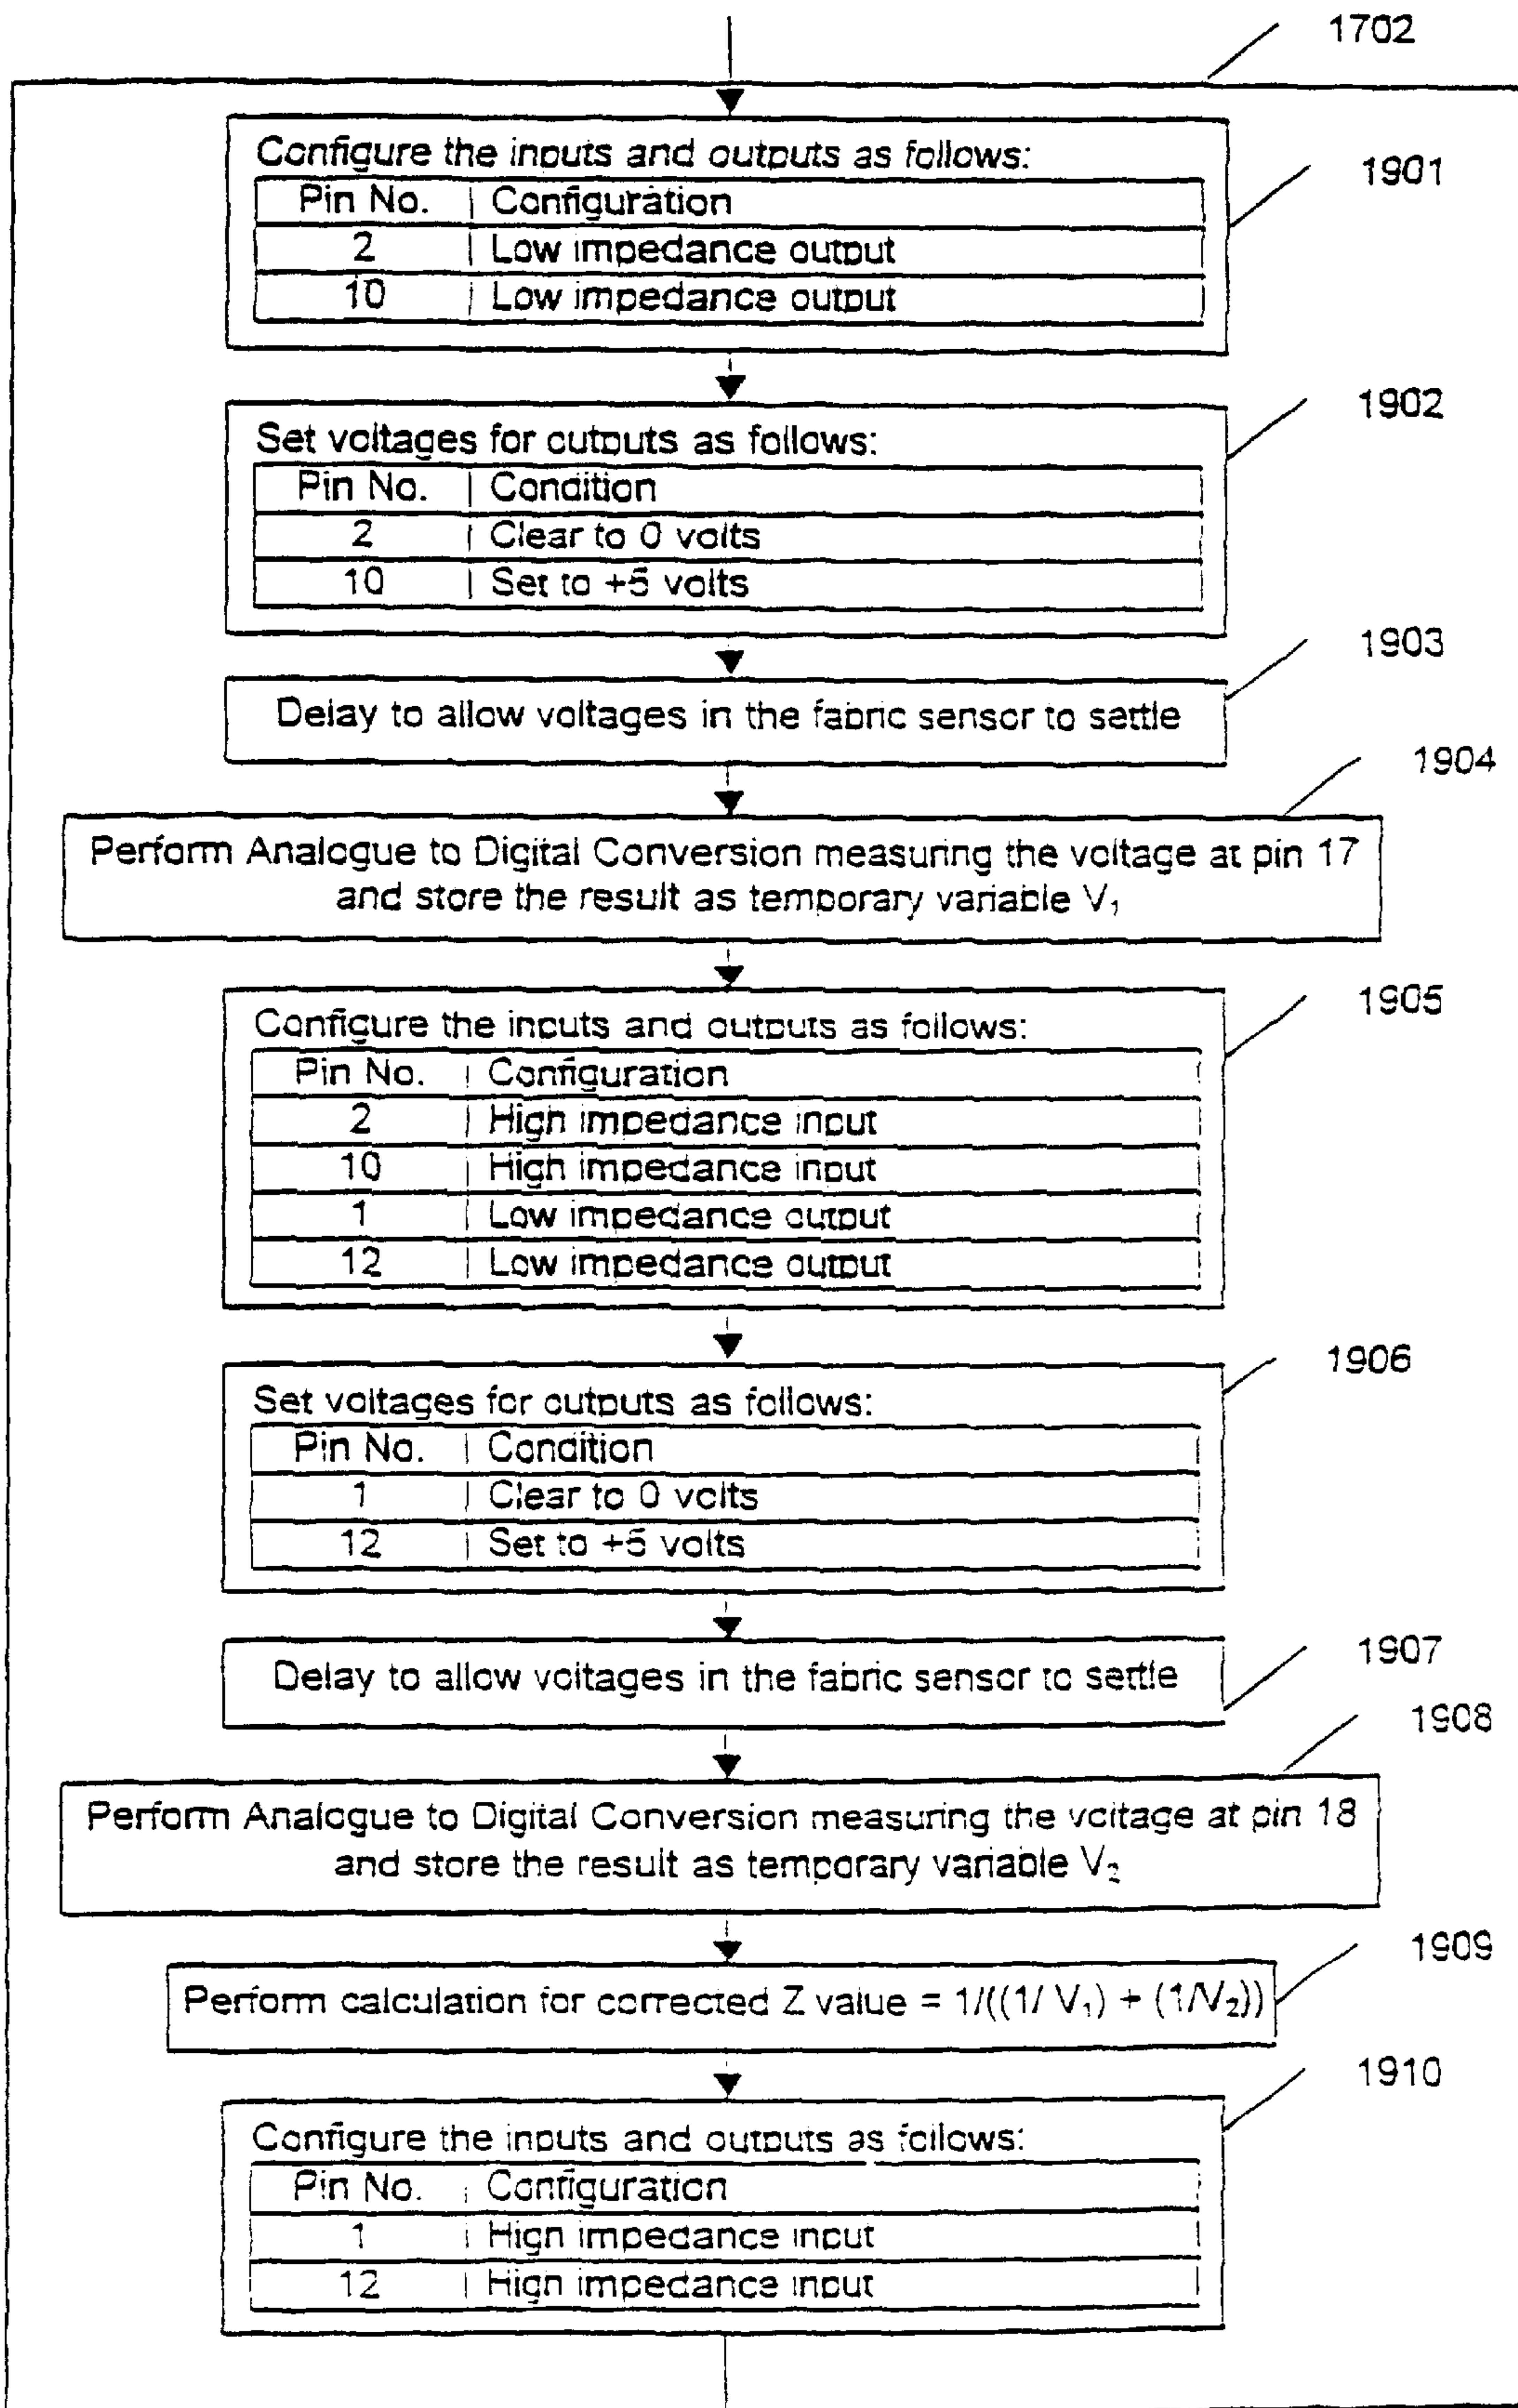 1702
Configure the inputs and outputs as follows:
1901
Pin No. Configuration
2 Low impedance output
10 Low impedance output
1902
Set voltages for outputs as follows:
Pin No. Condition
2 Clear to 0 volts
10 Set to +5 volts
1903
Delay to allow voltages in the fabric sensor to settle
1904
Perform Analogue to Digital Conversion measuring the voltage at pin 17
and store the result as temporary variable V₁
1905
Configure the inputs and outputs as follows:
Pin No. Configuration
2 High impedance input
10 High impedance input
1 Low impedance output
12 Low impedance output
1906
Set voltages for outputs as follows:
Pin No. Condition
1 Clear to 0 volts
12 Set to +5 volts
1907
Delay to allow voltages in the fabric sensor to settle
1908
Perform Analogue to Digital Conversion measuring the voltage at pin 18
and store the result as temporary variable V₂
1909
Perform calculation for corrected Z value = 1/((1/ V₁) + (1/V₂))
1910
Configure the inputs and outputs as follows:
Pin No. Configuration
1 High impedance input
12 High impedance input